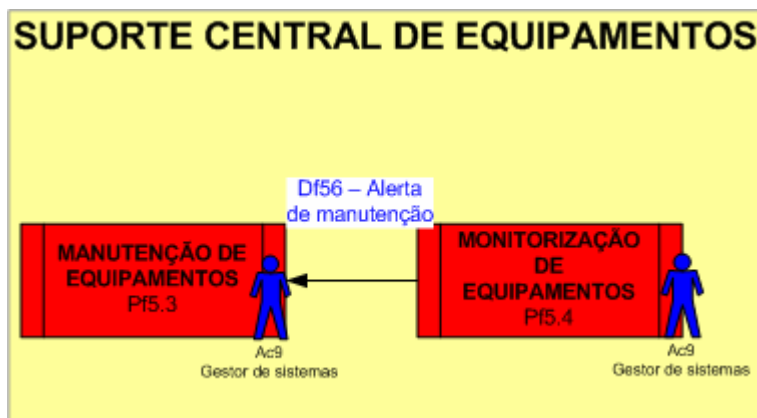 SUPORTE CENTRAL DE EQUIPAMENTOS
Df56 – Alerta
de manutenção
MANUTENÇÃO DE
EQUIPAMENTOS
Pf5.3
Ac9
Gestor de sistemas
MONITORIZAÇÃO
DE
EQUIPAMENTOS
Pf5.4
Ac9
Gestor de sistemas